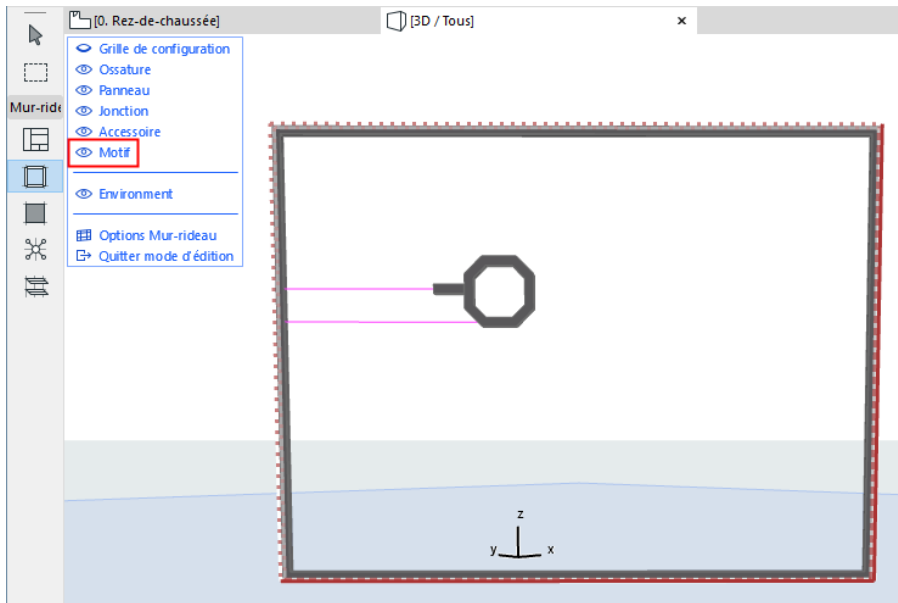 [0. Rez-de-chaussée]
[3D / Tous]
Grille de configuration
Ossature
Panneau
Jonction
Accessoire
Motif
Environment
Options Mur-rideau
Quitter mode d'édition
Mur-ride
z
y
x